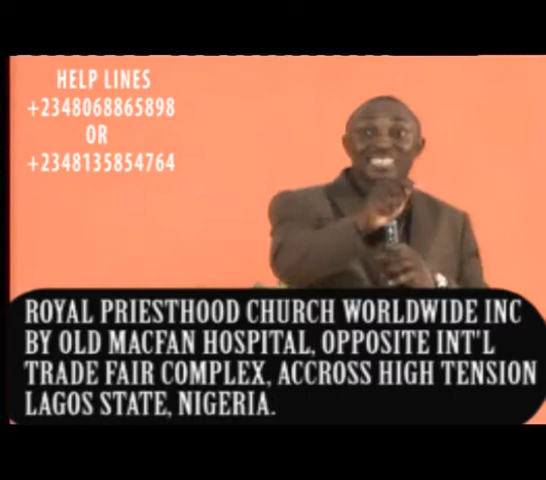 HELP LINES
+2348068865898
OR
+2348135854764
ROYAL PRIESTHOOD CHURCH WORLDWIDE INC
BY OLD MACFAN HOSPITAL, OPPOSITE INT'L
TRADE FAIR COMPLEX, ACCROSS HIGH TENSION
LAGOS STATE, NIGERIA.